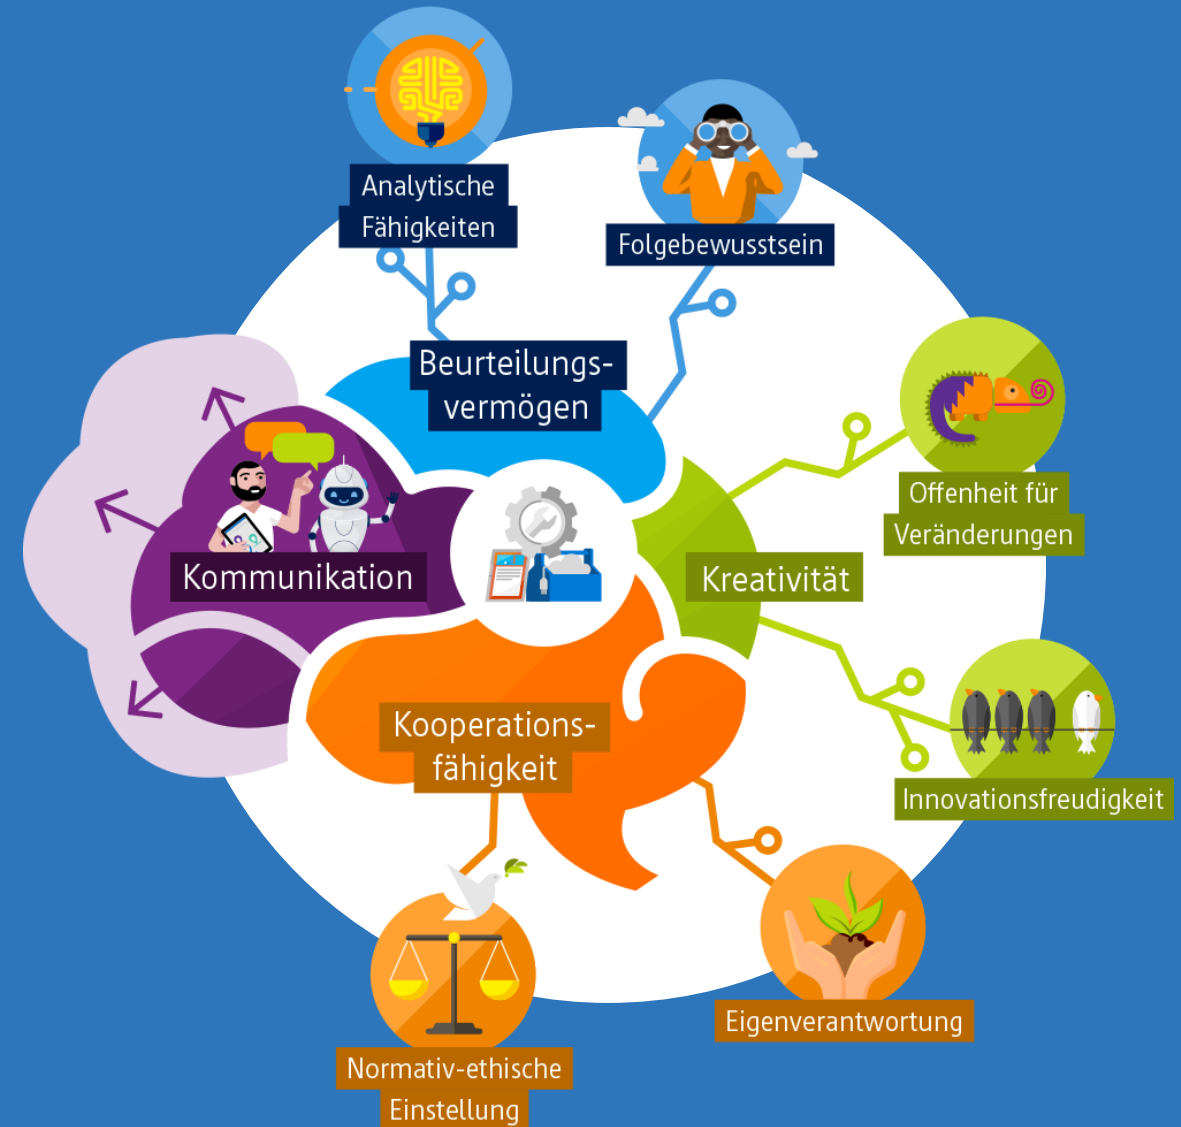 Analytische
Fähigkeiten
Folgebewusstsein
Beurteilungs-
vermögen
Offenheit für
Veränderungen
Kommunikation
Kreativität
Kooperations-
fähigkeit
Innovationsfreudigkeit
Eigenverantwortung
Normativ-ethische
Einstellung